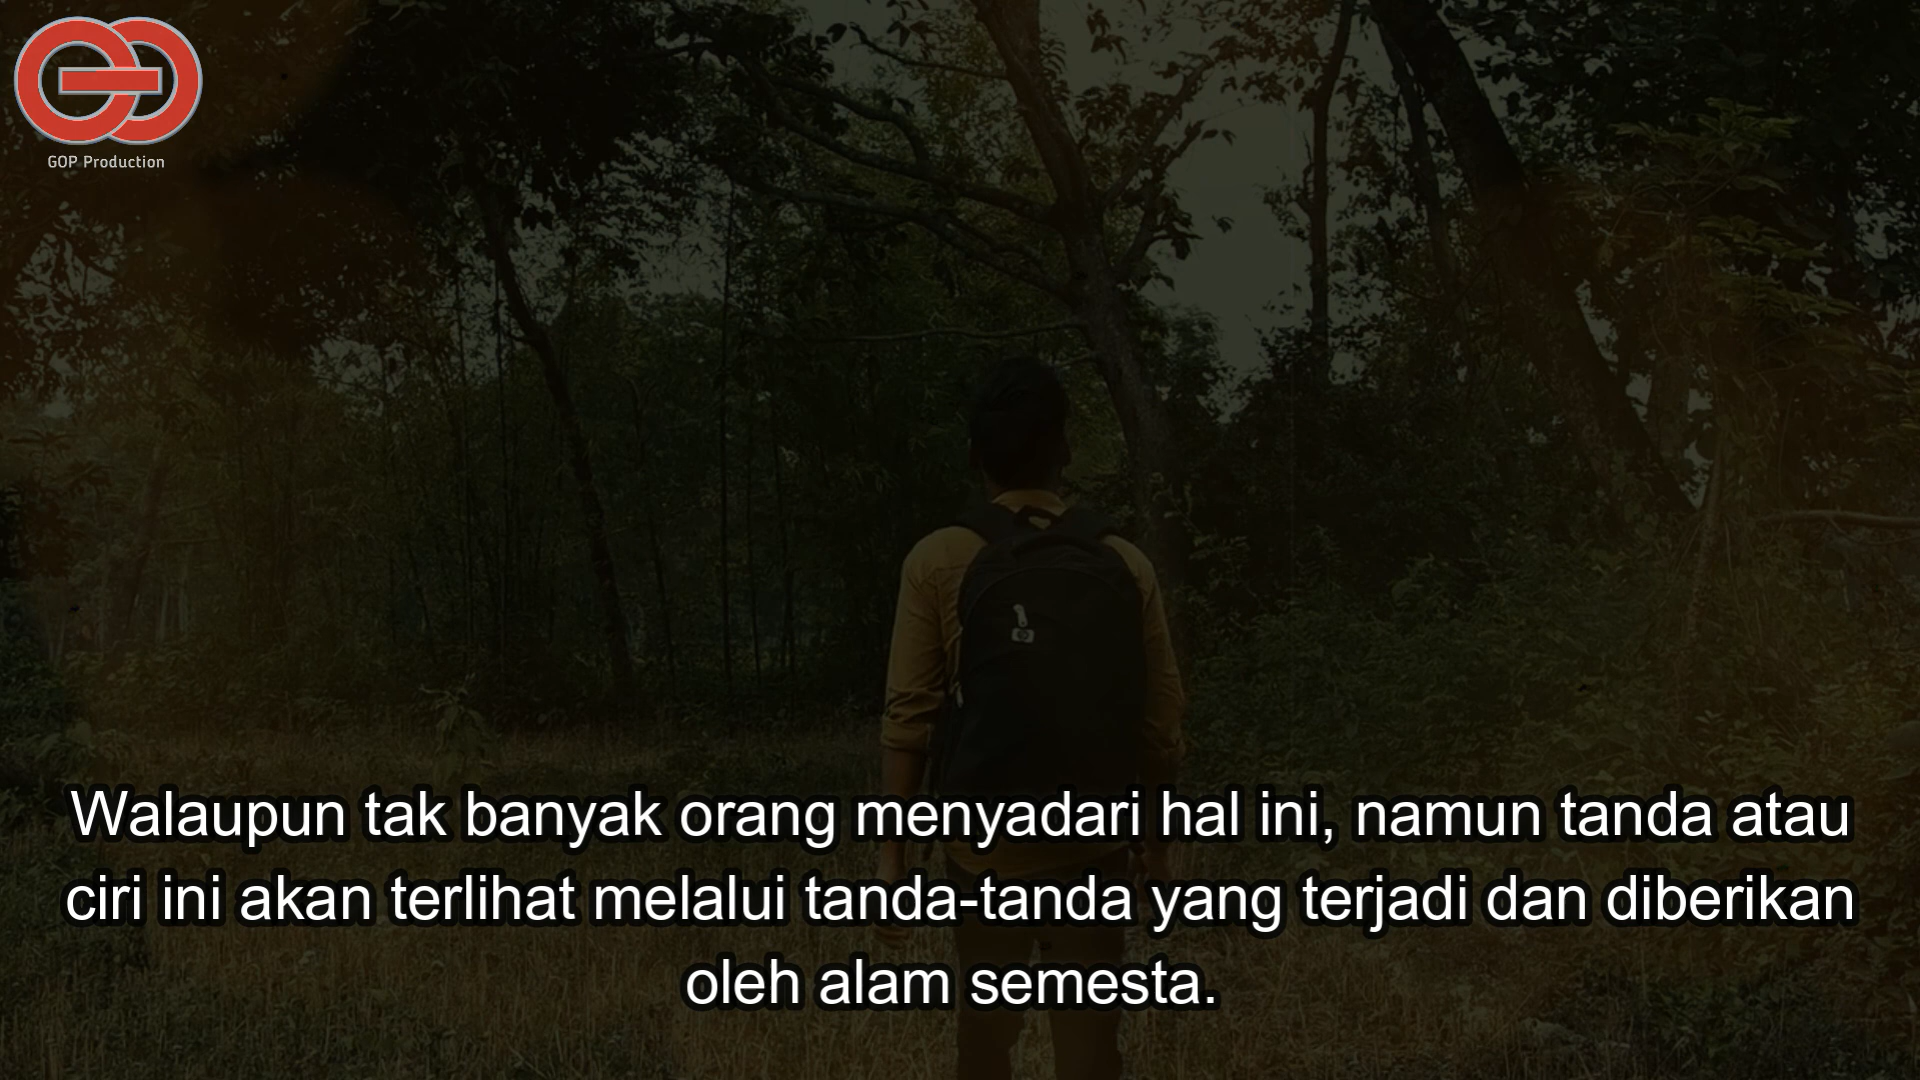 GOP Production
Walaupun tak banyak orang menyadari hal ini, namun tanda atau
ciri ini akan terlihat melalui tanda-tanda yang terjadi dan diberikan
oleh alam semesta.